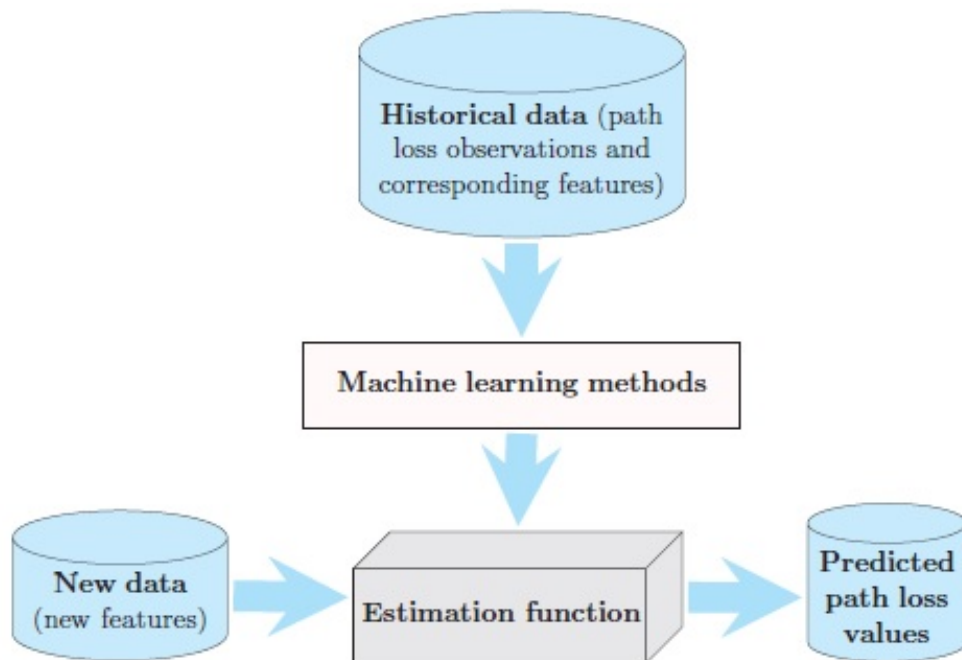 Historical data (path
loss observations and
corresponding features)
Machine learning methods
New data
(new features)
Estimation function
Predicted
path loss
values